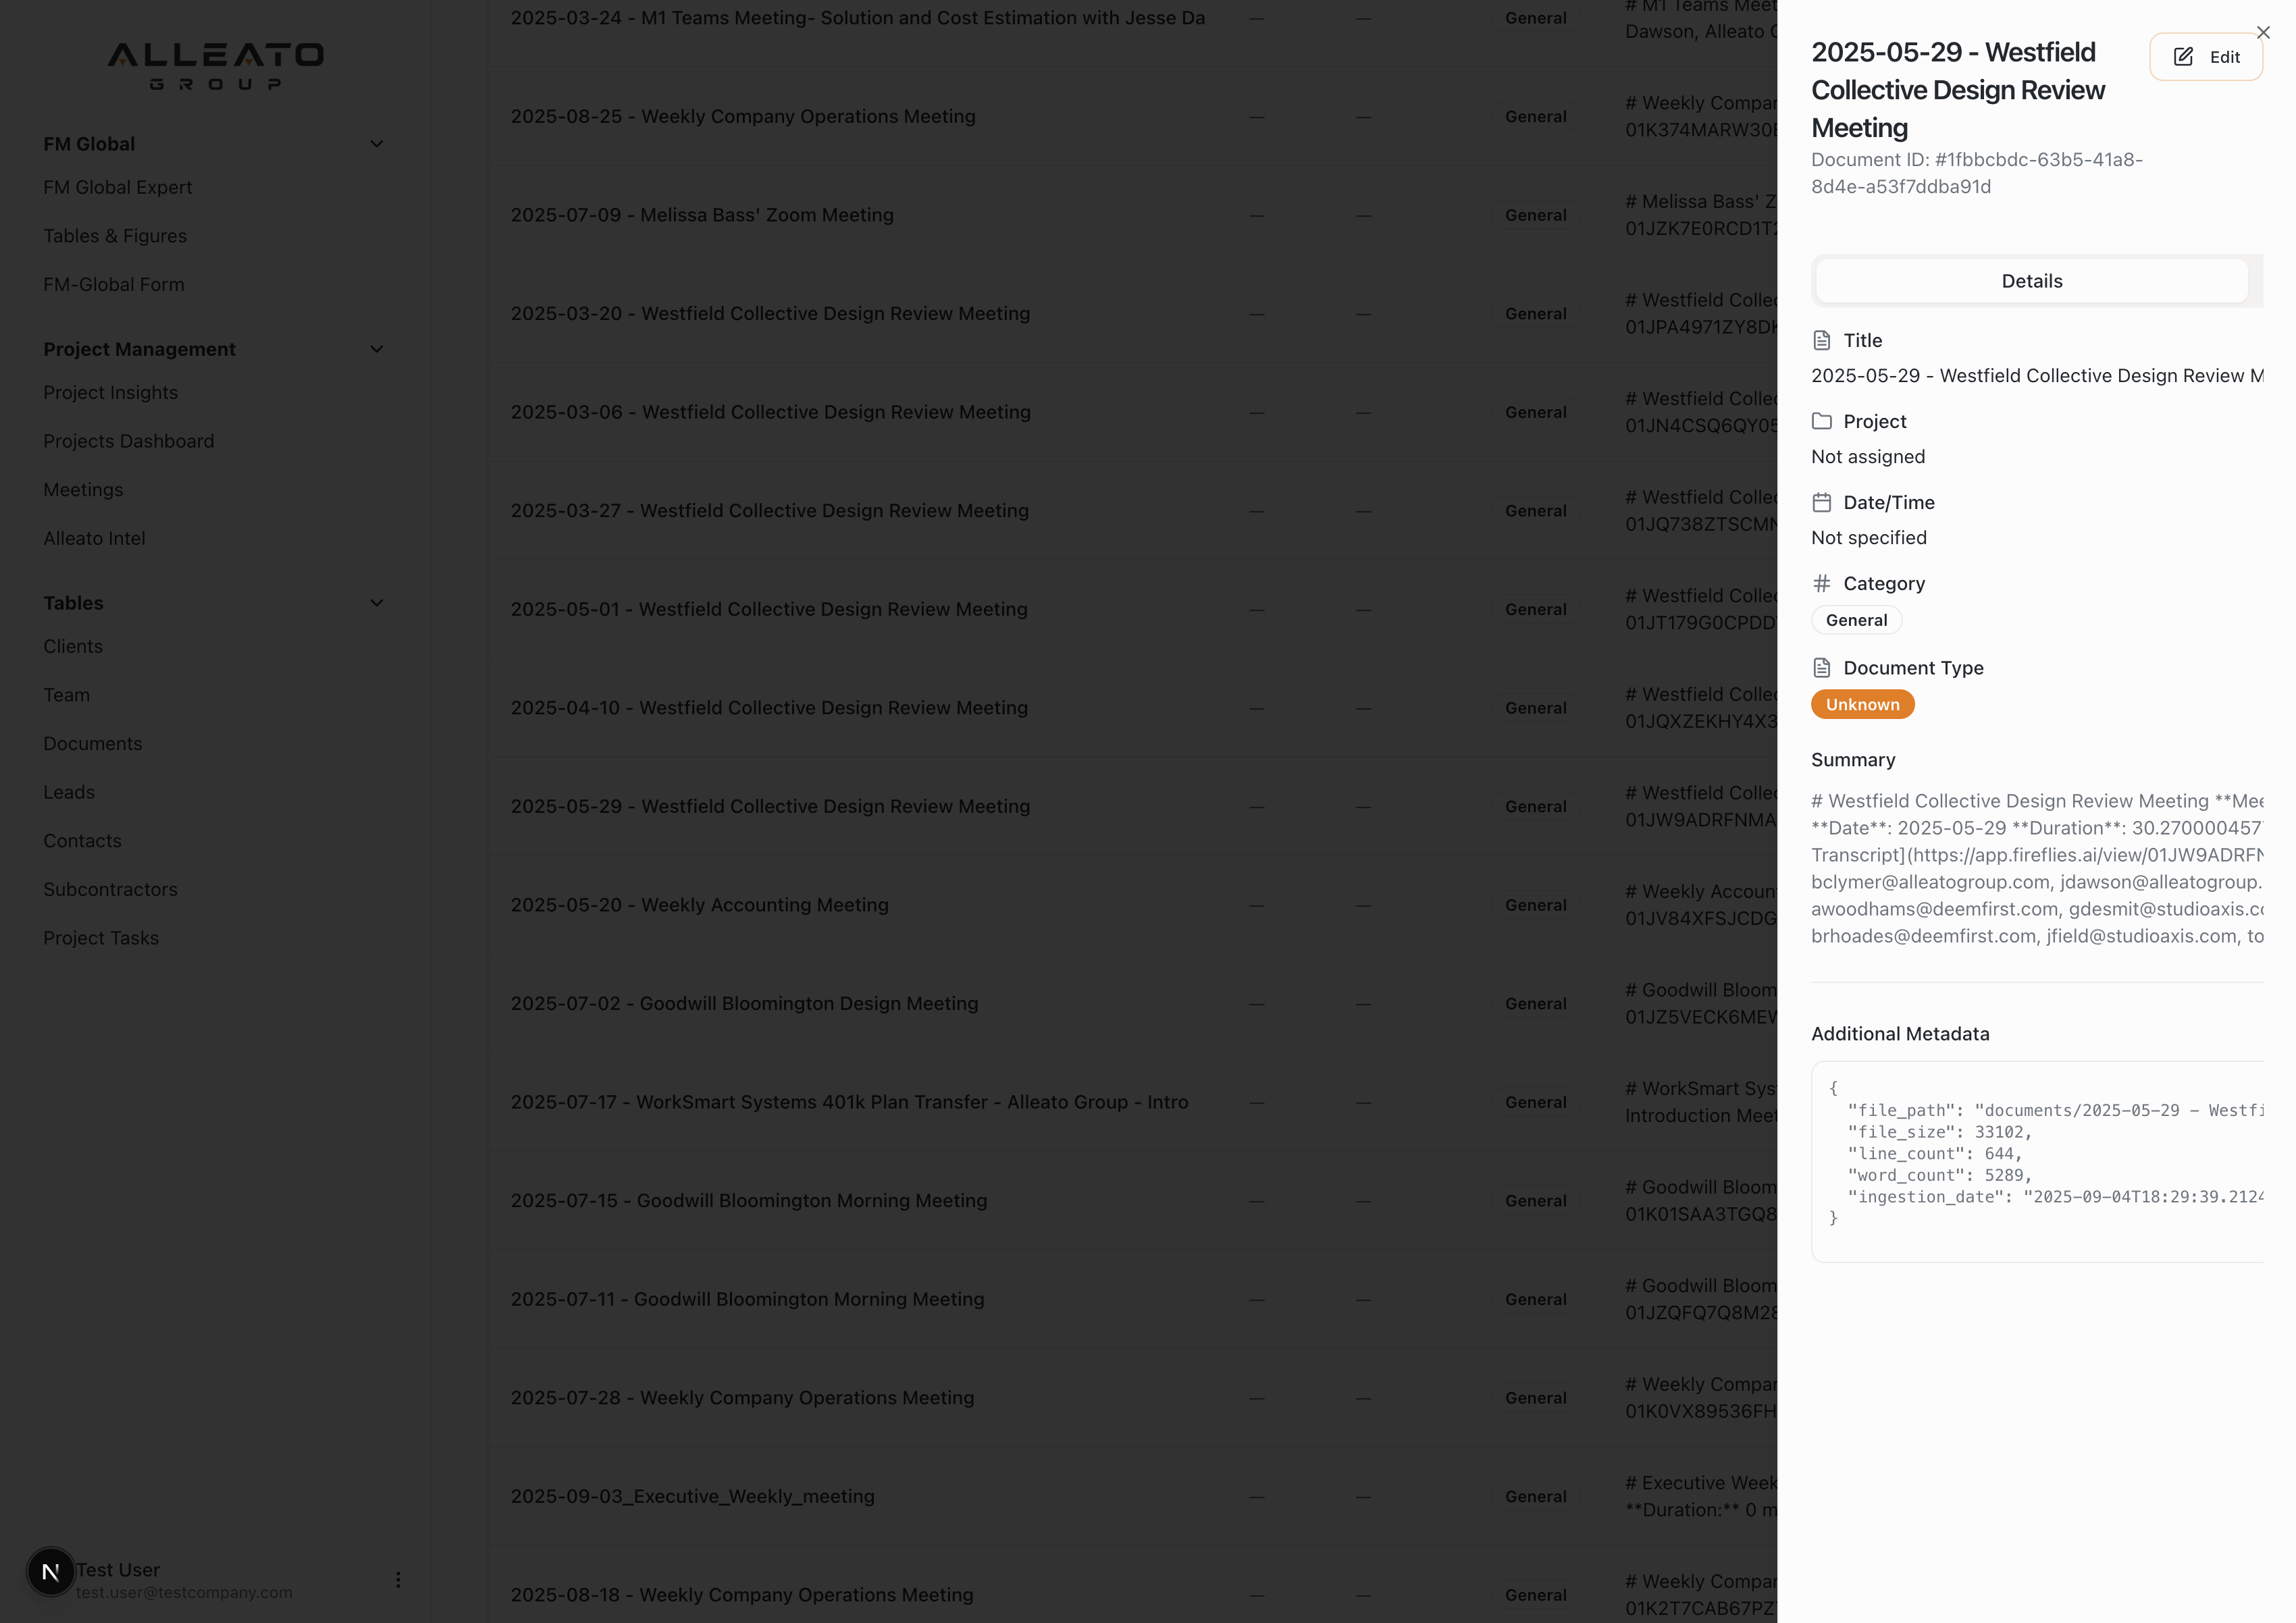 ALLEATO
GROUP
FM Global
FM Global Expert
Tables & Figures
FM-Global Form
Project Management
Project Insights
Projects Dashboard
Meetings
Alleato Intel
Tables
Clients
Team
Documents
Leads
Contacts
Subcontractors
Project Tasks
N
Test User
test.user@testcompany.com
2025-03-24 - M1 Teams Meeting- Solution and Cost Estimation with Jesse Da — — General # M1 Teams Meet
Dawson, Alleato
2025-08-25 - Weekly Company Operations Meeting — — General # Weekly Compar
01K374MARW30
2025-07-09 - Melissa Bass' Zoom Meeting — — General # Melissa Bass' Z
01JZK7E0RCD1T2
2025-03-20 - Westfield Collective Design Review Meeting — — General # Westfield Collec
01JPA4971ZY8DK
2025-03-06 - Westfield Collective Design Review Meeting — — General # Westfield Collec
01JN4CSQ6QY05
2025-03-27 - Westfield Collective Design Review Meeting — — General # Westfield Collec
01JQ738ZTSCMN
2025-05-01 - Westfield Collective Design Review Meeting — — General # Westfield Collec
01JT179G0CPDD
2025-04-10 - Westfield Collective Design Review Meeting — — General # Westfield Collec
01JQXZEKHY4X3
2025-05-29 - Westfield Collective Design Review Meeting — — General # Westfield Collec
01JW9ADRFNMA
2025-05-20 - Weekly Accounting Meeting — — General # Weekly Account
01JV84XFSJCDG
2025-07-02 - Goodwill Bloomington Design Meeting — — General # Goodwill Bloom
01JZ5VECK6MEW
2025-07-17 - WorkSmart Systems 401k Plan Transfer - Alleato Group - Intro — — General # WorkSmart Sys
Introduction Meet
2025-07-15 - Goodwill Bloomington Morning Meeting — — General # Goodwill Bloom
01K01SAA3TGQ8
2025-07-11 - Goodwill Bloomington Morning Meeting — — General # Goodwill Bloom
01JZQFQ7Q8M28
2025-07-28 - Weekly Company Operations Meeting — — General # Weekly Compar
01K0VX89536FH
2025-09-03_Executive_Weekly_meeting — — General # Executive Week
**Duration:** 0 m
2025-08-18 - Weekly Company Operations Meeting — — General # Weekly Compar
01K2T7CAB67PZ
2025-05-29 - Westfield
Collective Design Review
Meeting
Edit
Document ID: #1fbbcbdc-63b5-41a8-
8d4e-a53f7ddba91d
Details
Title
2025-05-29 - Westfield Collective Design Review M
Project
Not assigned
Date/Time
Not specified
Category
General
Document Type
Unknown
Summary
# Westfield Collective Design Review Meeting **Mee
**Date**: 2025-05-29 **Duration**: 30.270000457
Transcript](https://app.fireflies.ai/view/01JW9ADRFN
bclymer@alleatogroup.com, jdawson@alleatogroup.
awoodhams@deemfirst.com, gdesmit@studioaxis.co
brhoades@deemfirst.com, jfield@studioaxis.com, to
Additional Metadata
{
"file_path": "documents/2025-05-29 - Westfi
"file_size": 33102,
"line_count": 644,
"word_count": 5289,
"ingestion_date": "2025-09-04T18:29:39.2124
}